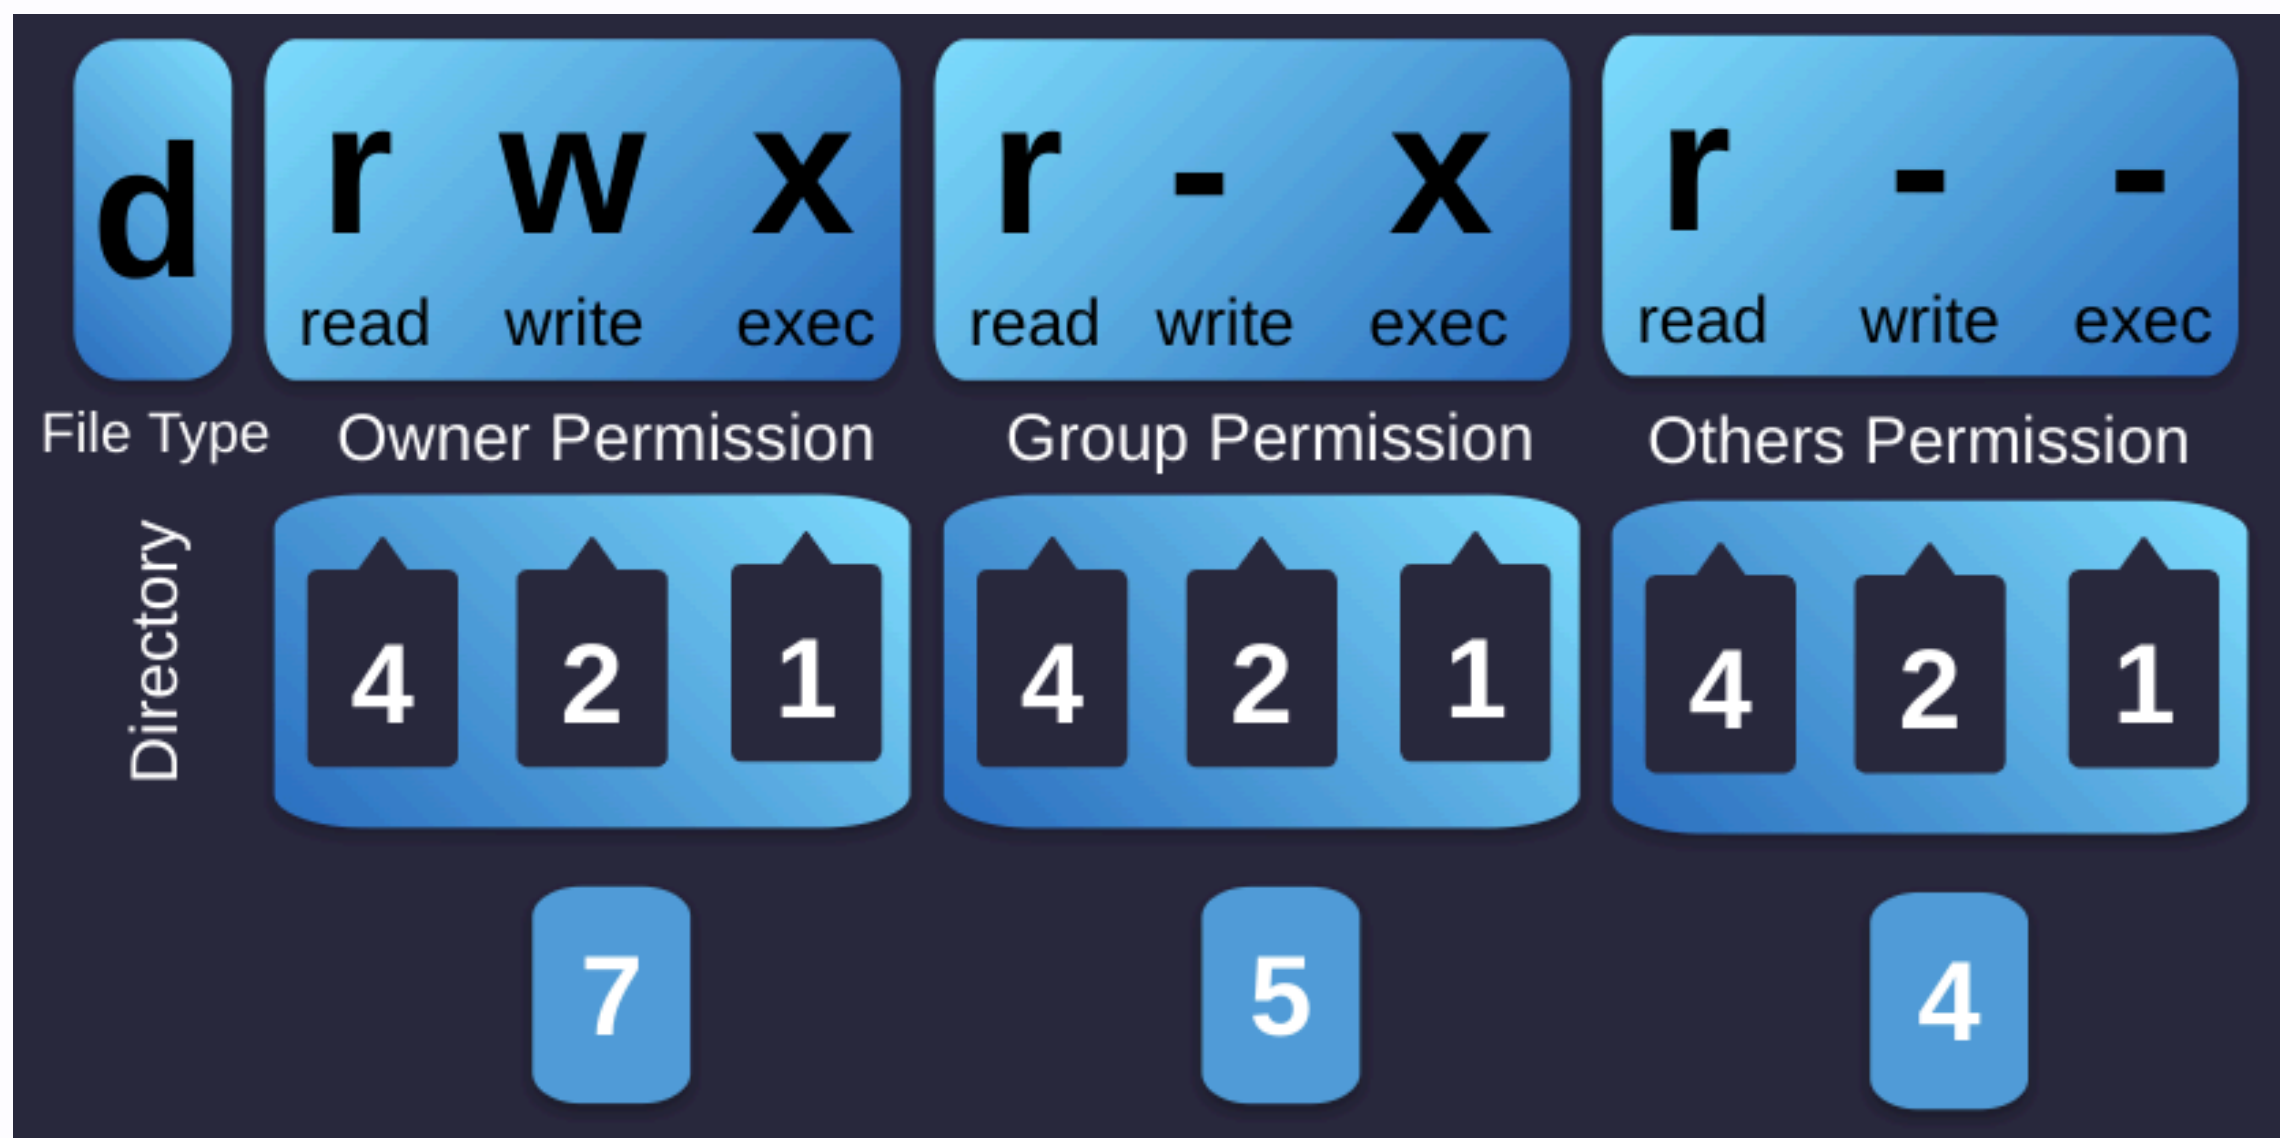 d r w x r - x r - -
read write exec read write exec read write exec
File Type Owner Permission Group Permission Others Permission
Directory
4 2 1 4 2 1 4 2 1
7 5 4